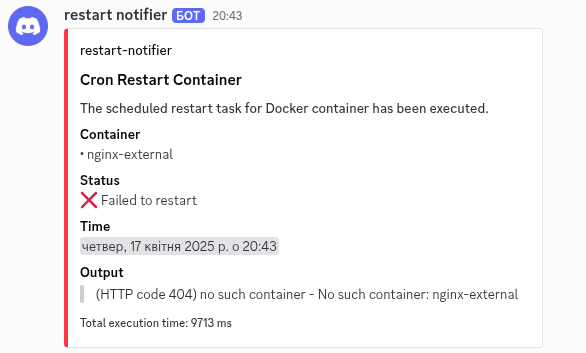 restart notifier БОТ 20:43
restart-notifier
Cron Restart Container
The scheduled restart task for Docker container has been executed.
Container
• nginx-external
Status
❌ Failed to restart
Time
четвер, 17 квітня 2025 р. о 20:43
Output
(HTTP code 404) no such container - No such container: nginx-external
Total execution time: 9713 ms